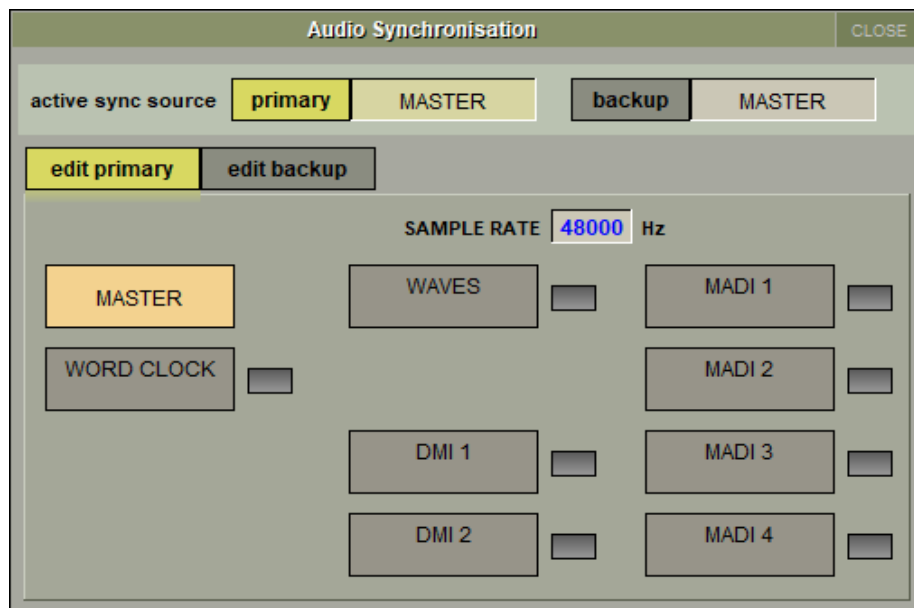 Audio Synchronisation CLOSE
active sync source primary MASTER backup MASTER
edit primary edit backup
SAMPLE RATE 48000 Hz
MASTER WAVES MADI 1
WORD CLOCK MADI 2
DMI 1 MADI 3
DMI 2 MADI 4